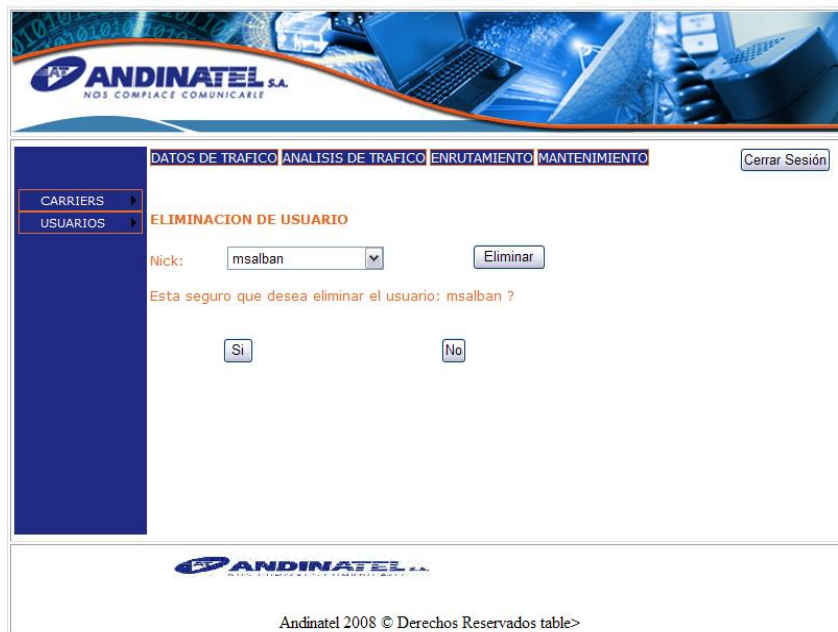 ANDINATEL S.A.
NOS COMPLACE COMUNICARLE
DATOS DE TRAFICO ANALISIS DE TRAFICO ENRUTAMIENTO MANTENIMIENTO
Cerrar Sesión
CARRIERS
USUARIOS
ELIMINACION DE USUARIO
Nick: msalban Eliminar
Esta seguro que desea eliminar el usuario: msalban ?
Si No
ANDINATEL
Andinatel 2008 © Derechos Reservados table>